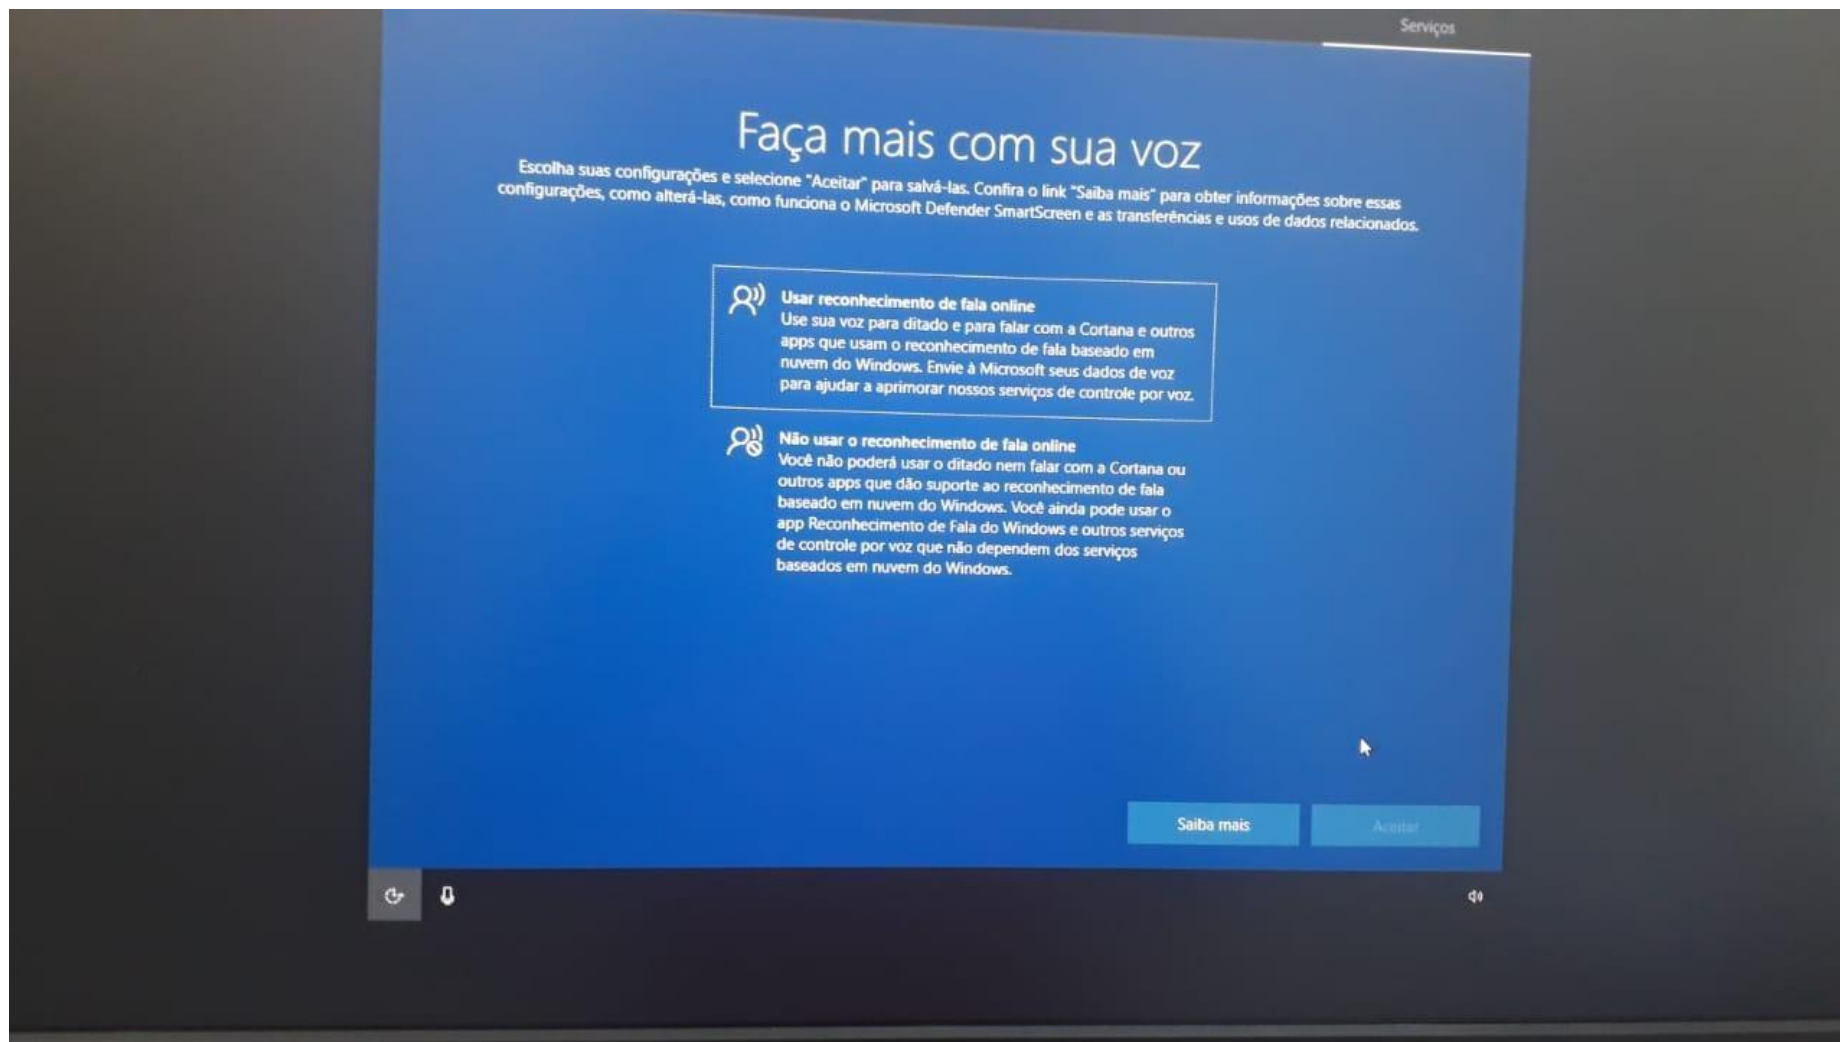 Serviços
Faça mais com sua voz
Escolha suas configurações e selecione "Aceitar" para salvá-las. Confira o link "Saiba mais" para obter informações sobre essas
configurações, como alterá-las, como funciona o Microsoft Defender SmartScreen e as transferências e usos de dados relacionados.
Usar reconhecimento de fala online
Use sua voz para ditado e para falar com a Cortana e outros
apps que usam o reconhecimento de fala baseado em
nuvem do Windows. Envie à Microsoft seus dados de voz
para ajudar a aprimorar nossos serviços de controle por voz.
Não usar o reconhecimento de fala online
Você não poderá usar o ditado nem falar com a Cortana ou
outros apps que dão suporte ao reconhecimento de fala
baseado em nuvem do Windows. Você ainda pode usar o
app Reconhecimento de Fala do Windows e outros serviços
de controle por voz que não dependem dos serviços
baseados em nuvem do Windows.
Saiba mais
Aceitar